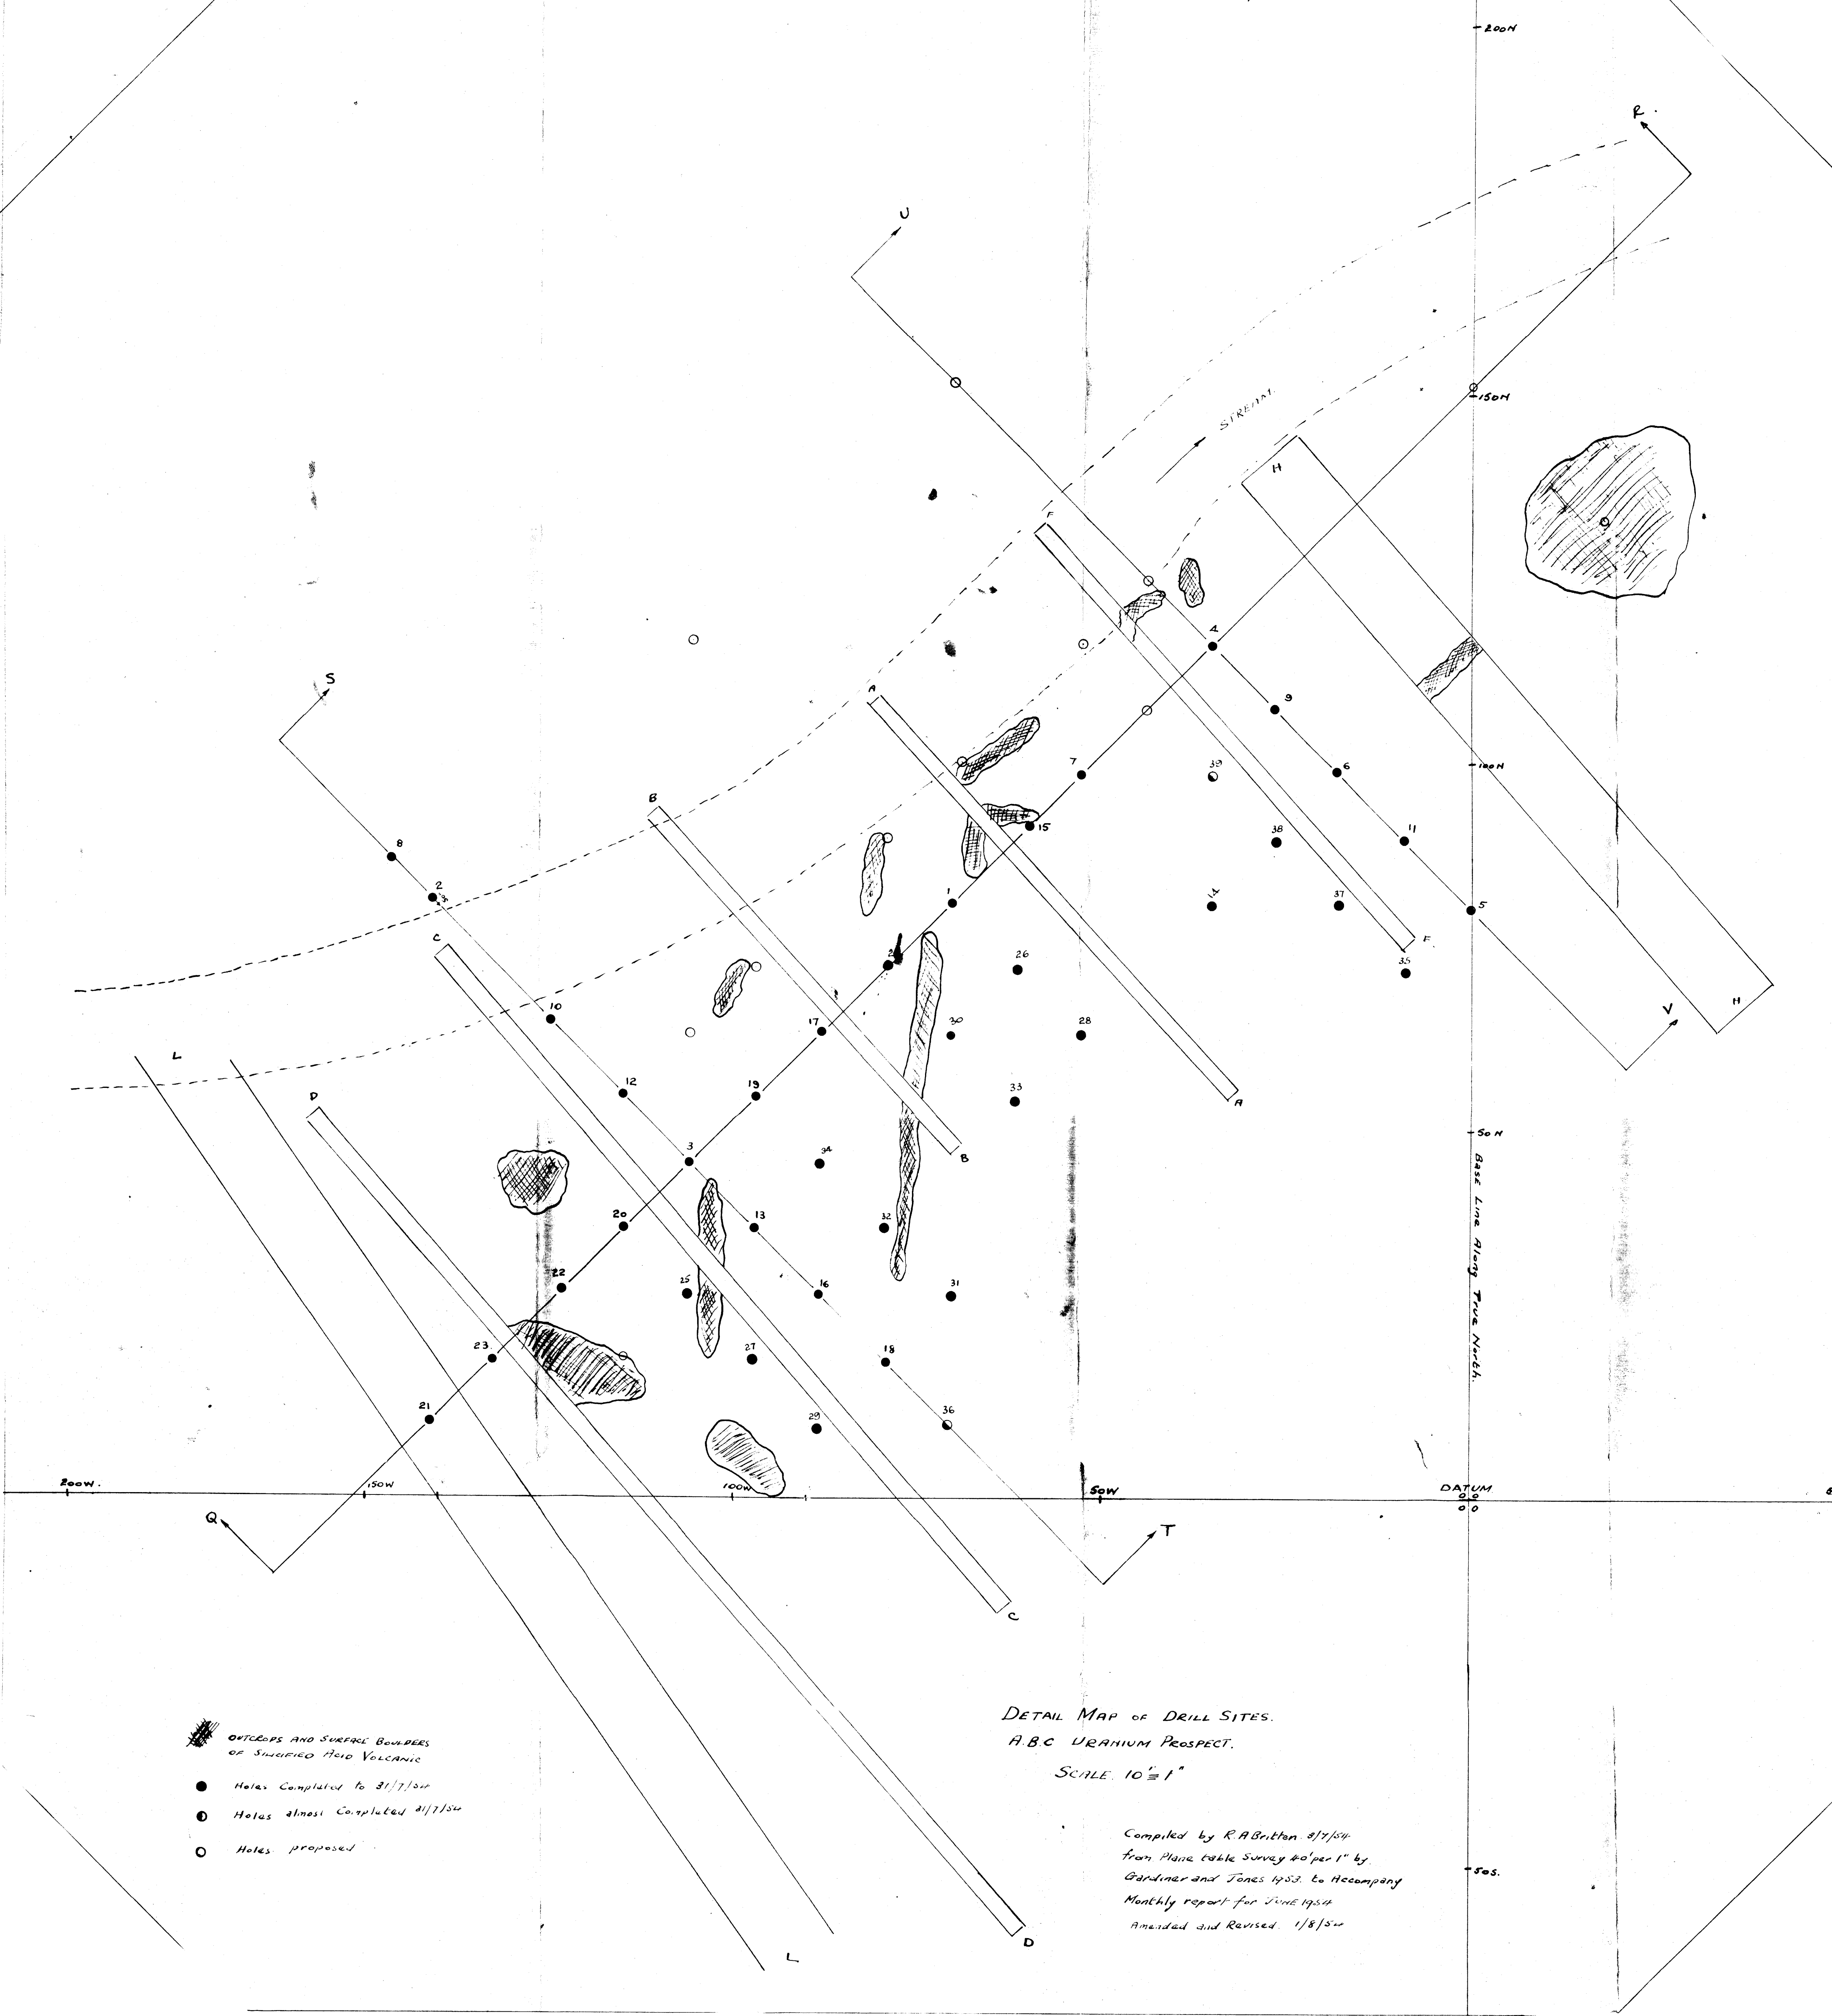 200N
R.
U
150N
STREAM.
H
F
S
4
A
9
7
39
6
100N
B
15
38
11
8
2
1
37
5
C
F.
26
35
10
17
30
28
H
V
L
12
19
33
D
A
50N
3
34
B
Base Line Along True North.
20
13
32
22
25
16
31
23.
27
18
21
29
36
200W.
150W
100W
50W
DATUM
0 0
0 0
Q
T
C
DETAIL MAP OF DRILL SITES.
A.B.C URANIUM PROSPECT.
SCALE. 10' = 1"
OUTCROPS AND SURFACE BOULDERS
OF SILICIFIED ACID VOLCANIC
Holes Completed to 31/7/54
Holes almost Completed 31/7/54
Holes proposed
Compiled by R.A Britten. 8/7/54.
from Plane table Survey 40' per 1" by
Gardiner and Jones 1953. to Accompany
Monthly report for JUNE 1954
Amended and Revised. 1/8/54
50S.
D
L